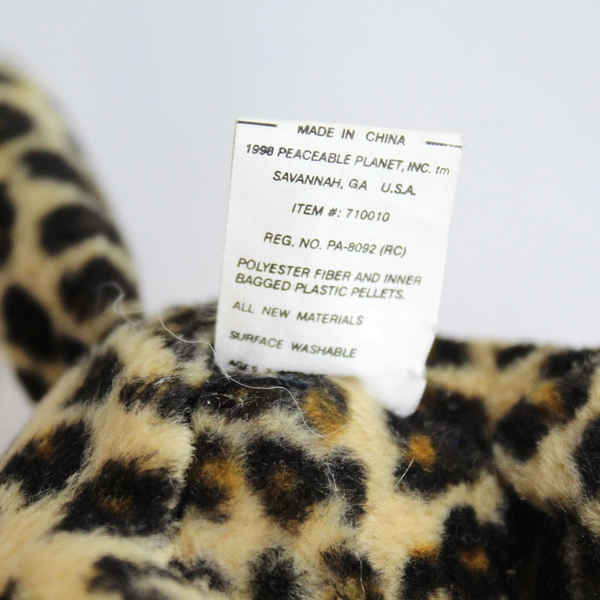 MADE IN CHINA
1998 PEACEABLE PLANET, INC. tm
SAVANNAH, GA U.S.A.
ITEM #: 710010
REG. NO. PA-8092 (RC)
POLYESTER FIBER AND INNER
BAGGED PLASTIC PELLETS.
ALL NEW MATERIALS
SURFACE WASHABLE
AGES